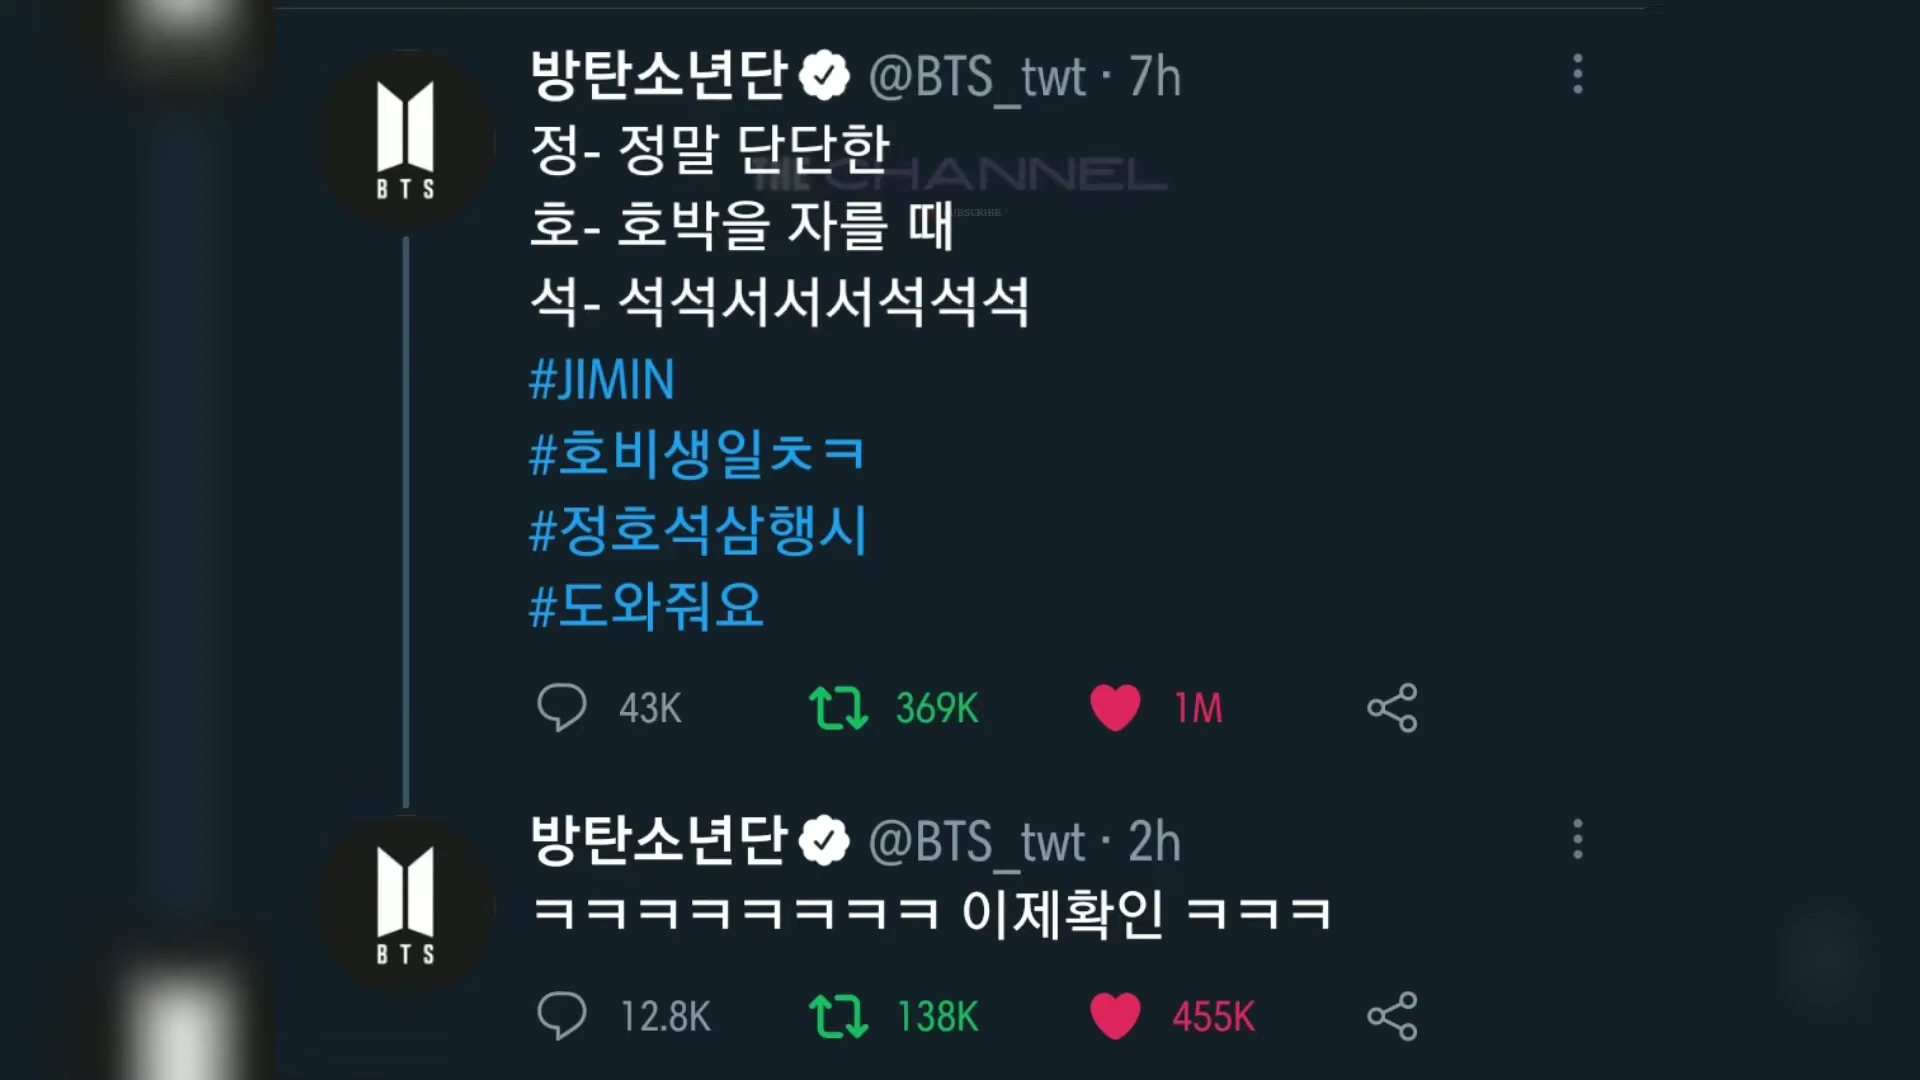 방탄소년단 @BTS_twt · 7h
정- 정말 단단한
호- 호박을 자를 때
석- 석석서서서석석석
#JIMIN
#호비생일ㅊㅋ
#정호석삼행시
#도와줘요
43K 369K 1M
BTS
CHANNEL
방탄소년단 @BTS_twt · 2h
ㅋㅋㅋㅋㅋㅋㅋㅋ 이제확인 ㅋㅋㅋ
12.8K 138K 455K
BTS